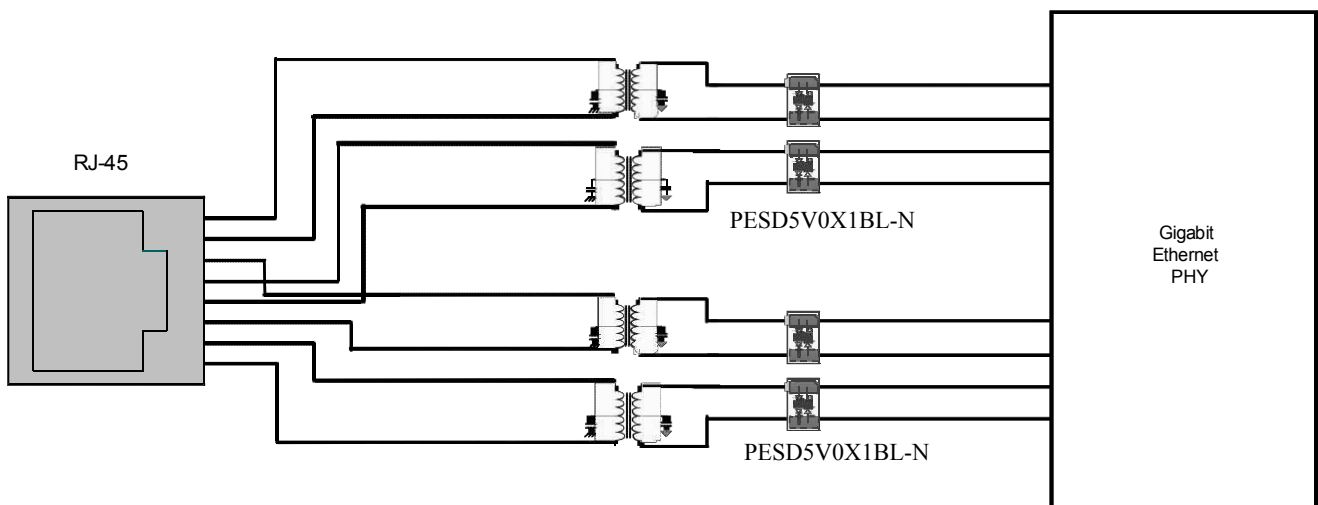 RJ-45
PESD5V0X1BL-N
Gigabit
Ethernet
PHY
PESD5V0X1BL-N